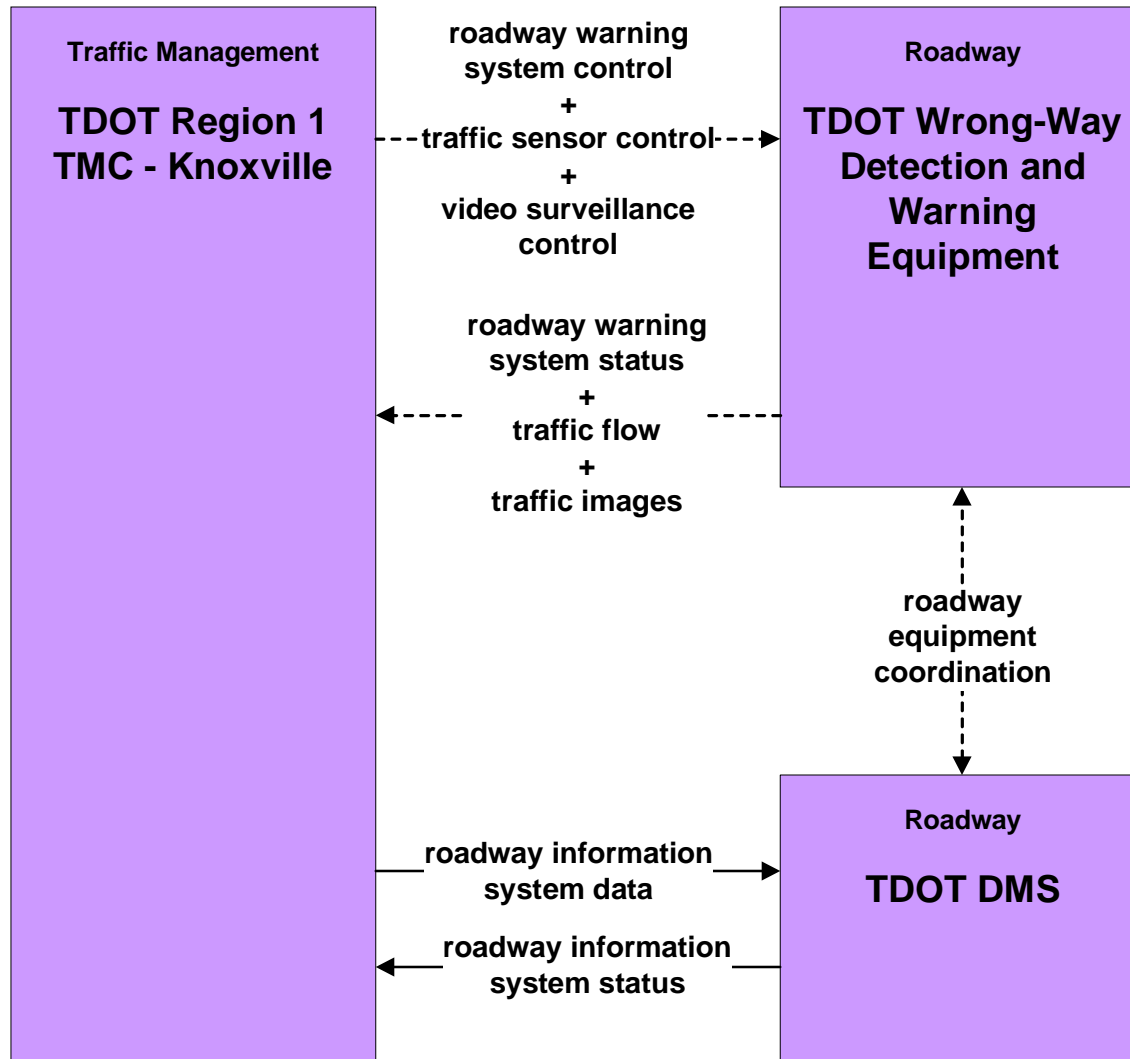 Traffic Management
TDOT Region 1
TMC - Knoxville
roadway warning
system control
+
traffic sensor control
+
video surveillance
control
Roadway
TDOT Wrong-Way
Detection and
Warning
Equipment
roadway warning
system status
+
traffic flow
+
traffic images
roadway
equipment
coordination
roadway information
system data
roadway information
system status
Roadway
TDOT DMS